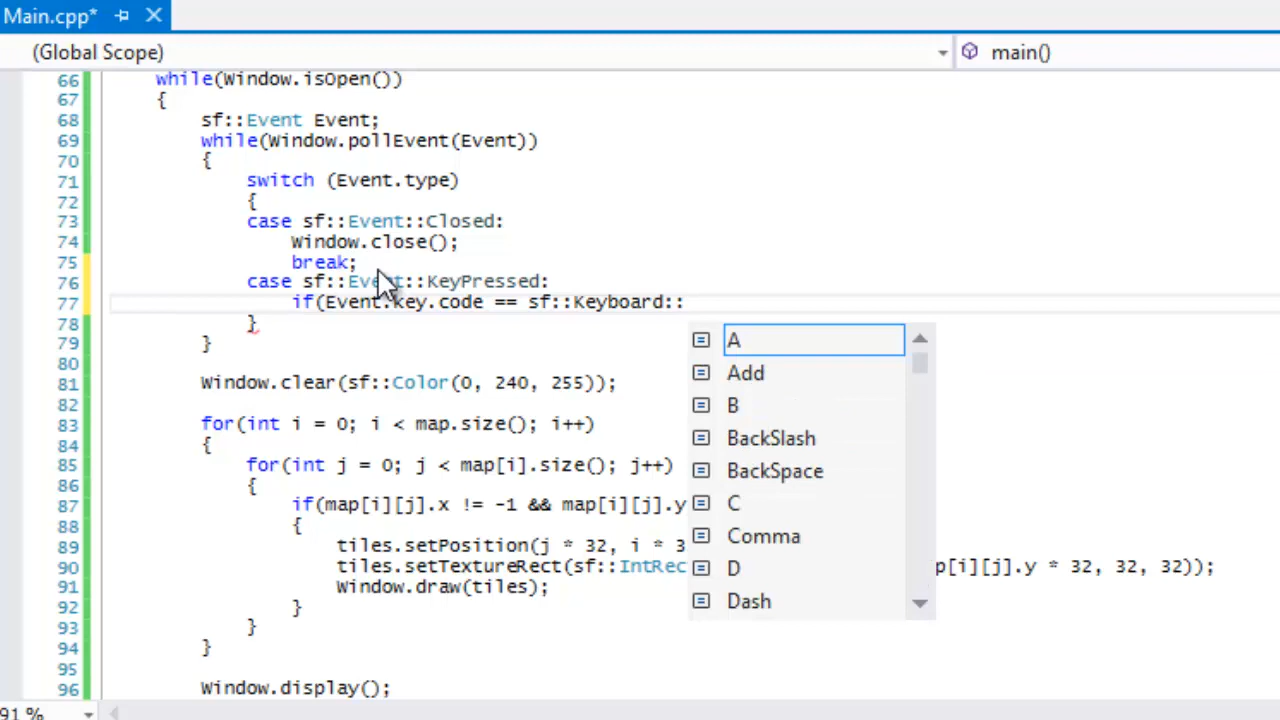 Main.cpp*
(Global Scope) main()
66 while(Window.isOpen())
67 {
68 sf::Event Event;
69 while(Window.pollEvent(Event))
70 {
71 switch (Event.type)
72 {
73 case sf::Event::Closed:
74 Window.close();
75 break;
76 case sf::Event::KeyPressed:
77 if(Event.key.code == sf::Keyboard::
78 }
79 }
80
81 Window.clear(sf::Color(0, 240, 255));
82
83 for(int i = 0; i < map.size(); i++)
84 {
85 for(int j = 0; j < map[i].size(); j++)
86 {
87 if(map[i][j].x != -1 && map[i][j].y
88 {
89 tiles.setPosition(j * 32, i * 3
90 tiles.setTextureRect(sf::IntRec p[i][j].y * 32, 32, 32));
91 Window.draw(tiles);
92 }
93 }
94 }
95
96 Window.display();
A
Add
B
BackSlash
BackSpace
C
Comma
D
Dash
91 %